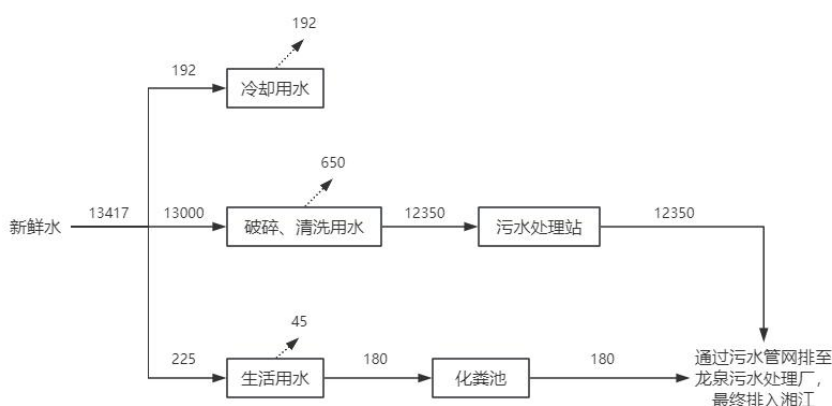 192
192
冷却用水
650
新鲜水
13417
13000
破碎、清洗用水
12350
污水处理站
12350
45
225
生活用水
180
化粪池
180
通过污水管网排至
龙泉污水处理厂，
最终排入湘江